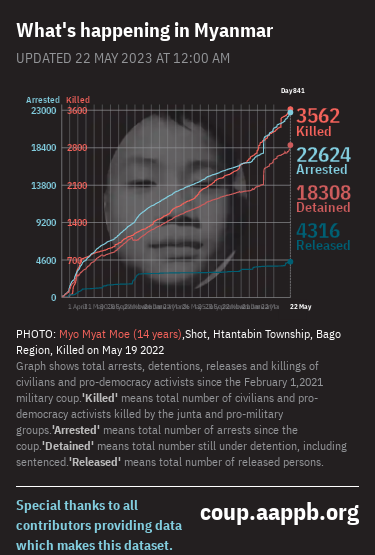 What's happening in Myanmar
UPDATED 22 MAY 2023 AT 12:00 AM
Day841
Arrested Killed
23000 3600
3562
Killed
18400 2800
22624
Arrested
13800 2100
18308
Detained
9200 1400
4316
Released
4600 700
0
22 May
PHOTO: Myo Myat Moe (14 years),Shot, Htantabin Township, Bago
Region, Killed on May 19 2022
Graph shows total arrests, detentions, releases and killings of
civilians and pro-democracy activists since the February 1,2021
military coup.'Killed' means total number of civilians and pro-
democracy activists killed by the junta and pro-military
groups.'Arrested' means total number of arrests since the
coup.'Detained' means total number still under detention, including
sentenced.'Released' means total number of released persons.
Special thanks to all
contributors providing data
which makes this dataset.
coup.aappb.org